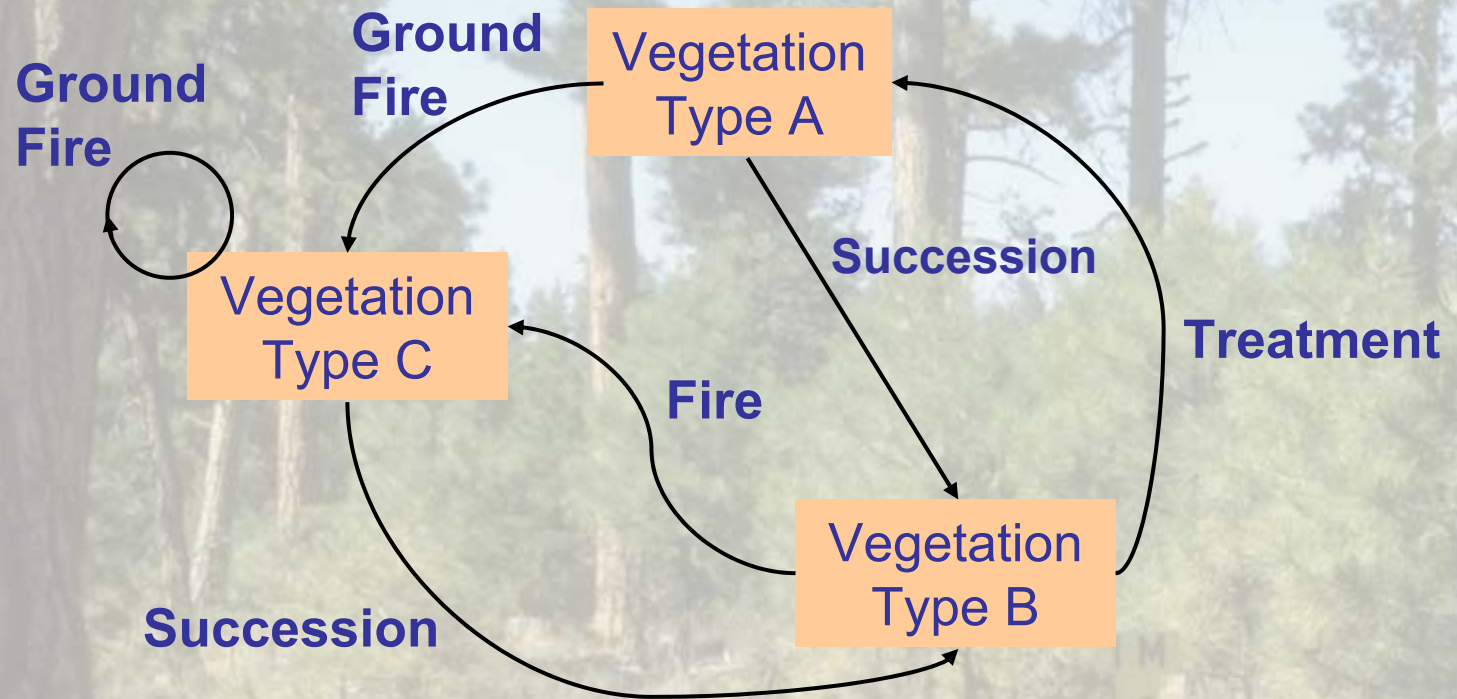 Ground
Fire
Vegetation
Type A
Ground
Fire
Succession
Vegetation
Type C
Treatment
Fire
Vegetation
Type B
Succession